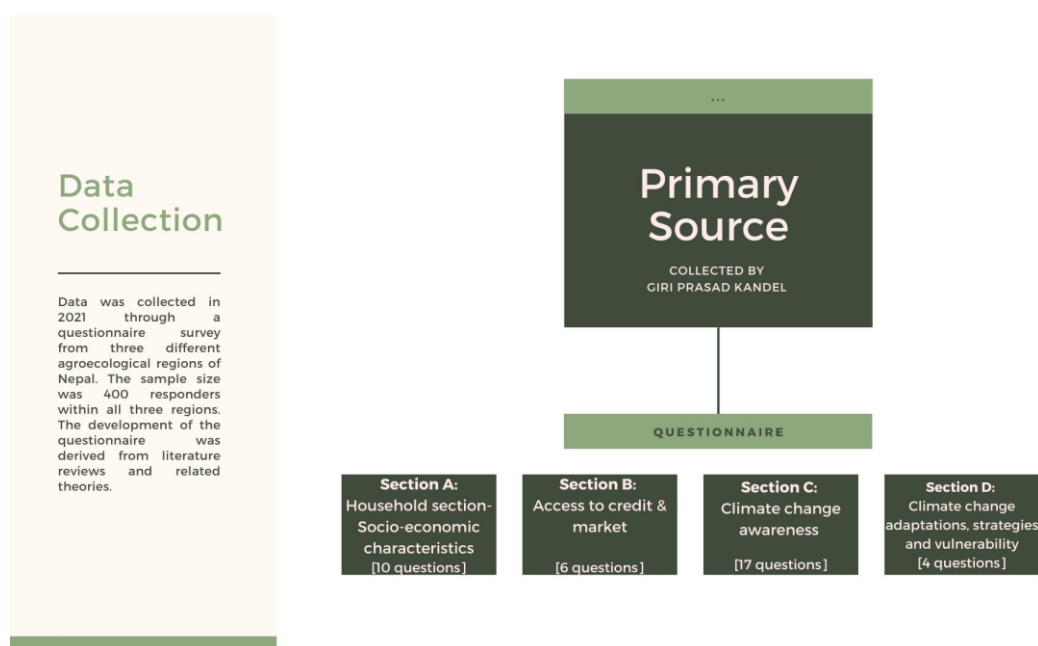 Data
Collection
Data was collected in
2021 through a
questionnaire survey
from three different
agroecological regions of
Nepal. The sample size
was 400 responders
within all three regions.
The development of the
questionnaire was
derived from literature
reviews and related
theories.
...
Primary
Source
COLLECTED BY
GIRI PRASAD KANDEL
QUESTIONNAIRE
Section A:
Household section-
Socio-economic
characteristics
[10 questions]
Section B:
Access to credit &
market
[6 questions]
Section C:
Climate change
awareness
[17 questions]
Section D:
Climate change
adaptations, strategies
and vulnerability
[4 questions]